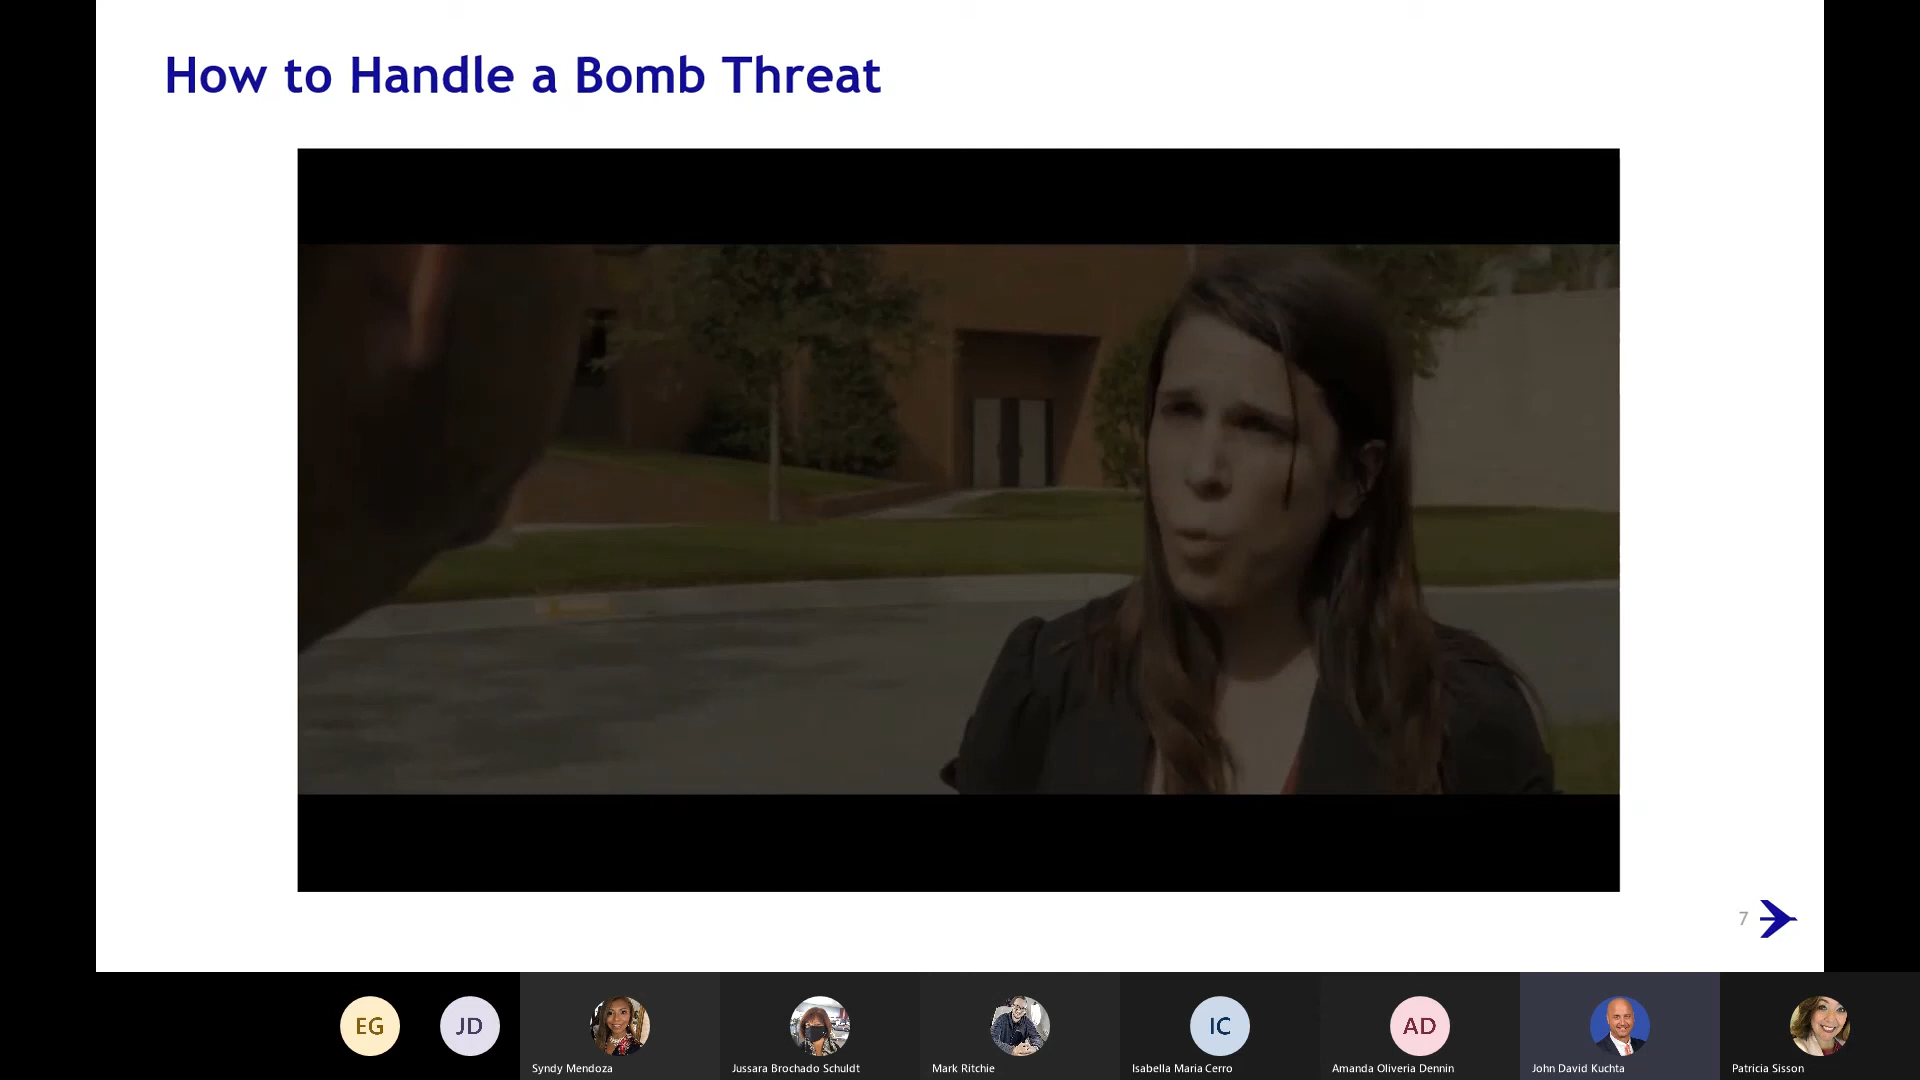 How to Handle a Bomb Threat
7
EG
JD
IC
AD
Syndy Mendoza
Jussara Brochado Schuldt
Mark Ritchie
Isabella Maria Cerro
Amanda Oliveria Dennin
John David Kuchta
Patricia Sisson